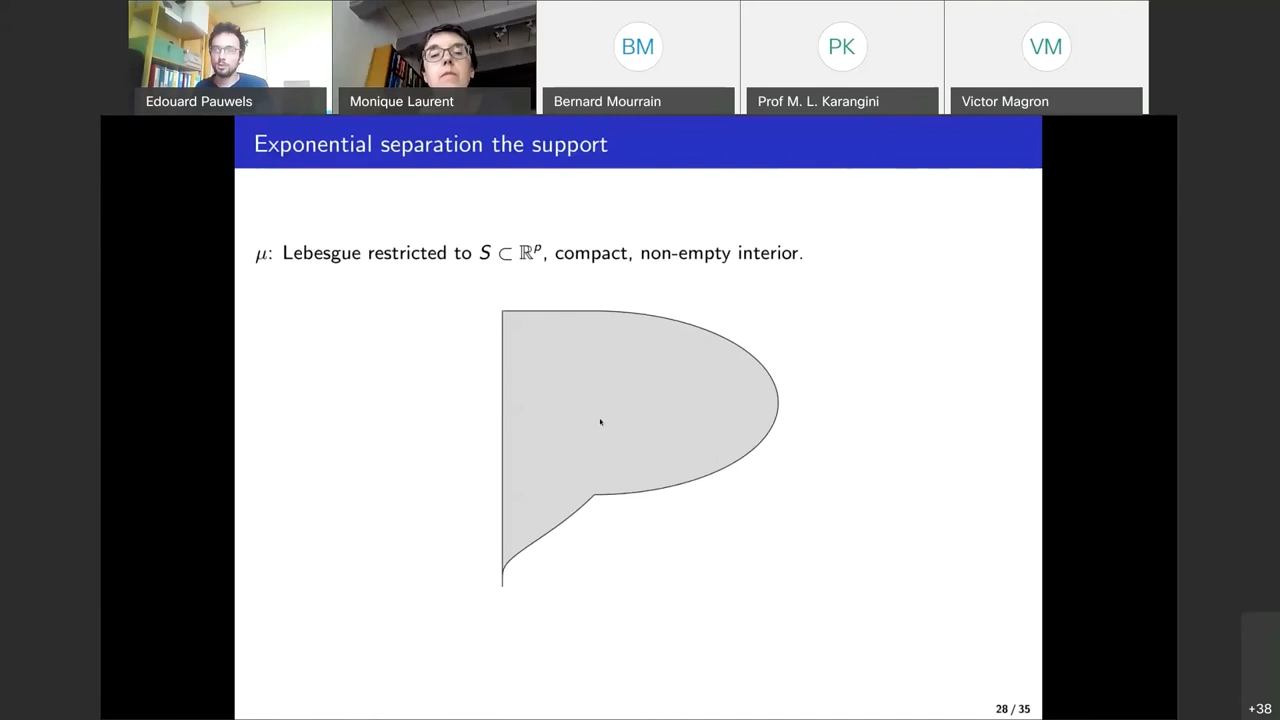 BM
PK
VM
Edouard Pauwels
Monique Laurent
Bernard Mourrain
Prof M. L. Karangini
Victor Magron
Exponential separation the support
μ: Lebesgue restricted to S ⊂ ℝᵖ, compact, non-empty interior.
28 / 35
+38